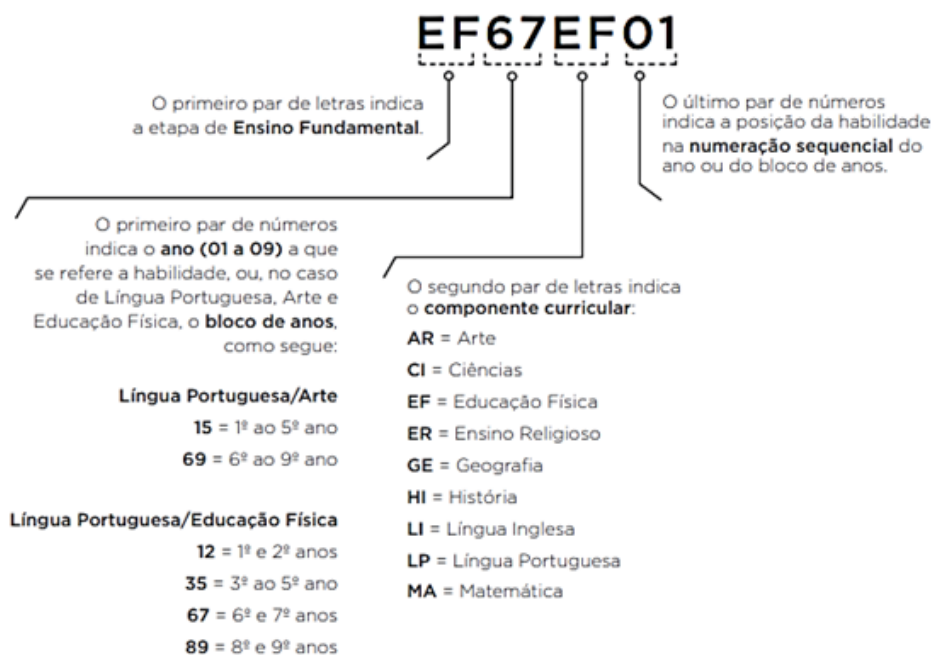 EF67EF01
O primeiro par de letras indica
a etapa de Ensino Fundamental.
O último par de números
indica a posição da habilidade
na numeração sequencial do
ano ou do bloco de anos.
O primeiro par de números
indica o ano (01 a 09) a que
se refere a habilidade, ou, no caso
de Língua Portuguesa, Arte e
Educação Física, o bloco de anos,
como segue:
Língua Portuguesa/Arte
15 = 1º ao 5º ano
69 = 6º ao 9º ano
Língua Portuguesa/Educação Física
12 = 1º e 2º anos
35 = 3º ao 5º ano
67 = 6º e 7º anos
89 = 8º e 9º anos
O segundo par de letras indica
o componente curricular:
AR = Arte
CI = Ciências
EF = Educação Física
ER = Ensino Religioso
GE = Geografia
HI = História
LI = Língua Inglesa
LP = Língua Portuguesa
MA = Matemática